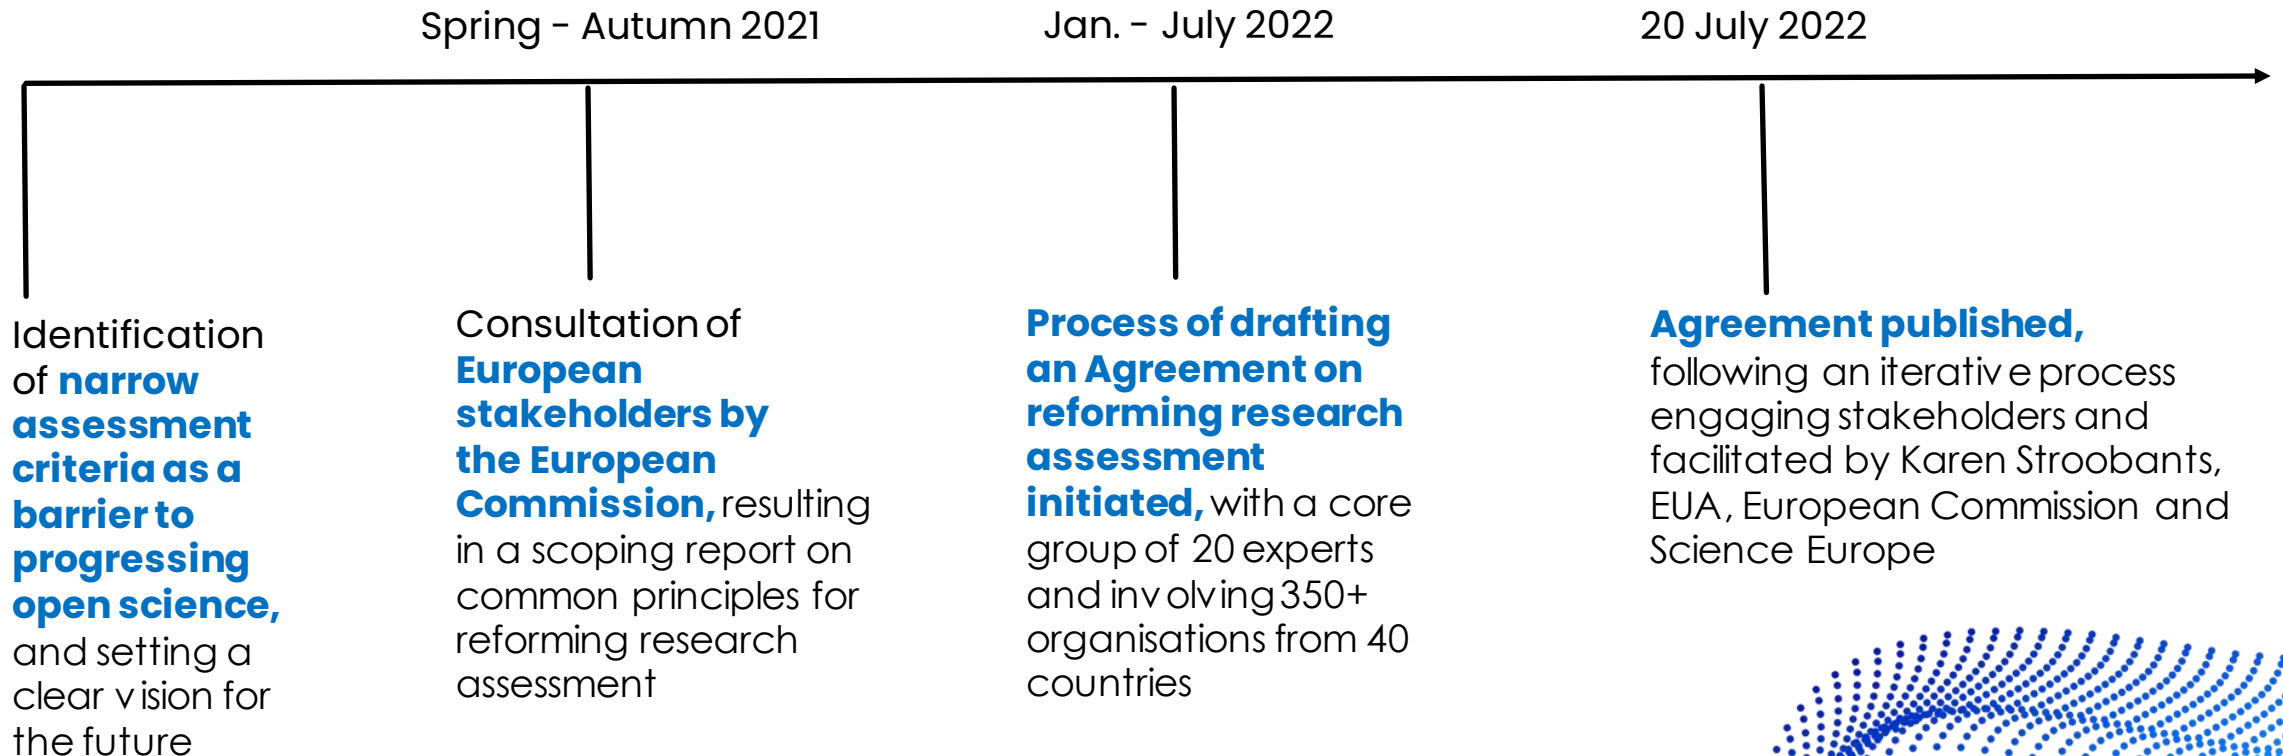 Spring - Autumn 2021
Jan. - July 2022
20 July 2022
Identification
of narrow
assessment
criteria as a
barrier to
progressing
open science,
and setting a
clear vision for
the future
Consultation of
European
stakeholders by
the European
Commission, resulting
in a scoping report on
common principles for
reforming research
assessment
Process of drafting
an Agreement on
reforming research
assessment
initiated, with a core
group of 20 experts
and involving 350+
organisations from 40
countries
Agreement published,
following an iterative process
engaging stakeholders and
facilitated by Karen Stroobants,
EUA, European Commission and
Science Europe